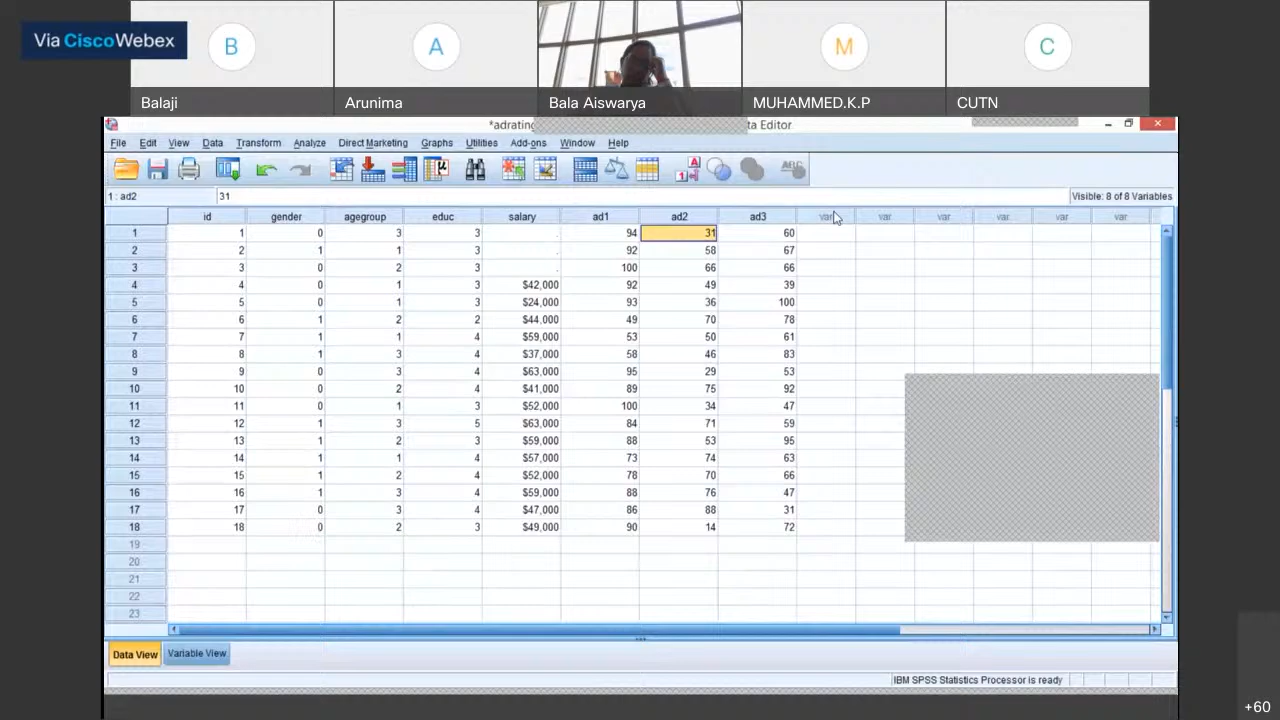 Via Cisco Webex
B A M C
Balaji Arunima Bala Aiswarya MUHAMMED.K.P CUTN
*adrating ta Editor
File Edit View Data Transform Analyze Direct Marketing Graphs Utilities Add-ons Window Help
1 : ad2 31 Visible: 8 of 8 Variables
id gender agegroup educ salary ad1 ad2 ad3 var var var var var var
1 1 0 3 3 . 94 31 60
2 2 1 1 3 . 92 58 67
3 3 0 2 3 . 100 66 66
4 4 0 1 3 $42,000 92 49 39
5 5 0 1 3 $24,000 93 36 100
6 6 1 2 2 $44,000 49 70 78
7 7 1 1 4 $59,000 53 50 61
8 8 1 3 4 $37,000 58 46 83
9 9 0 3 4 $63,000 95 29 53
10 10 0 2 4 $41,000 89 75 92
11 11 0 1 3 $52,000 100 34 47
12 12 1 3 5 $63,000 84 71 59
13 13 1 2 3 $59,000 88 53 95
14 14 1 1 4 $57,000 73 74 63
15 15 1 2 4 $52,000 78 70 66
16 16 1 3 4 $59,000 88 76 47
17 17 0 3 4 $47,000 86 88 31
18 18 0 2 3 $49,000 90 14 72
19
20
21
22
23
Data View Variable View
IBM SPSS Statistics Processor is ready
+60